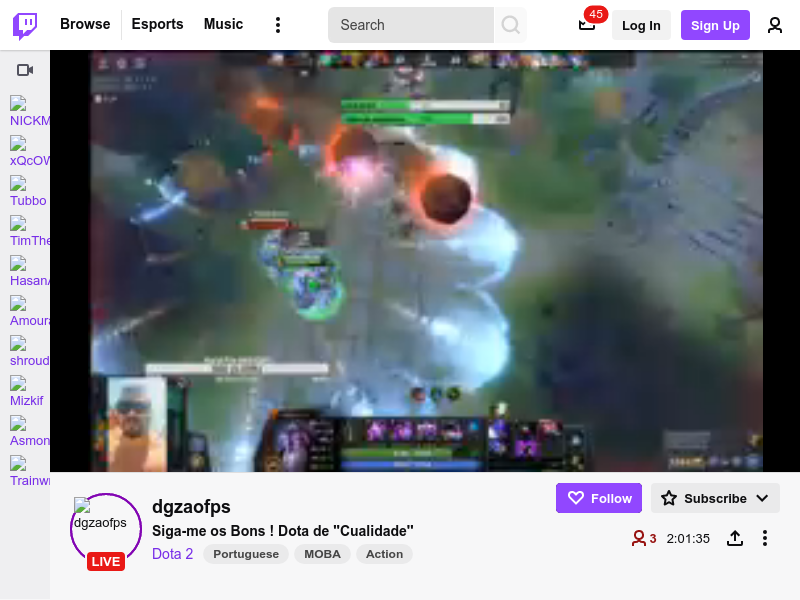 Browse
Esports
Music
Search
45
Log In
Sign Up
NICKM
xQcOW
Tubbo
TimThe
HasanA
Amoura
shroud
Mizkif
Asmon
Trainw
dgzaofps
LIVE
dgzaofps
Siga-me os Bons ! Dota de "Cualidade"
Dota 2
Portuguese
MOBA
Action
Follow
Subscribe
3
2:01:35